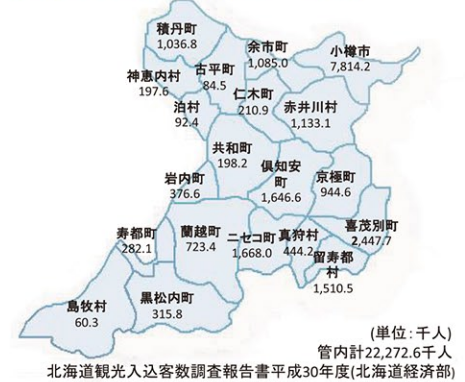 積丹町
1,036.8
余市町
1,085.0
小樽市
7,814.2
古平町
84.5
神恵内村
197.6
仁木町
210.9
赤井川村
1,133.1
泊村
92.4
共和町
198.2
倶知安
町
1,646.6
京極町
944.6
岩内町
376.6
喜茂別町
2,447.7
寿都町
282.1
蘭越町
723.4
ニセコ町
1,668.0
真狩村
444.2
留寿都
村
1,510.5
島牧村
60.3
黒松内町
315.8
(単位:千人)
管内計22,272.6千人
北海道観光入込客数調査報告書平成30年度(北海道経済部)